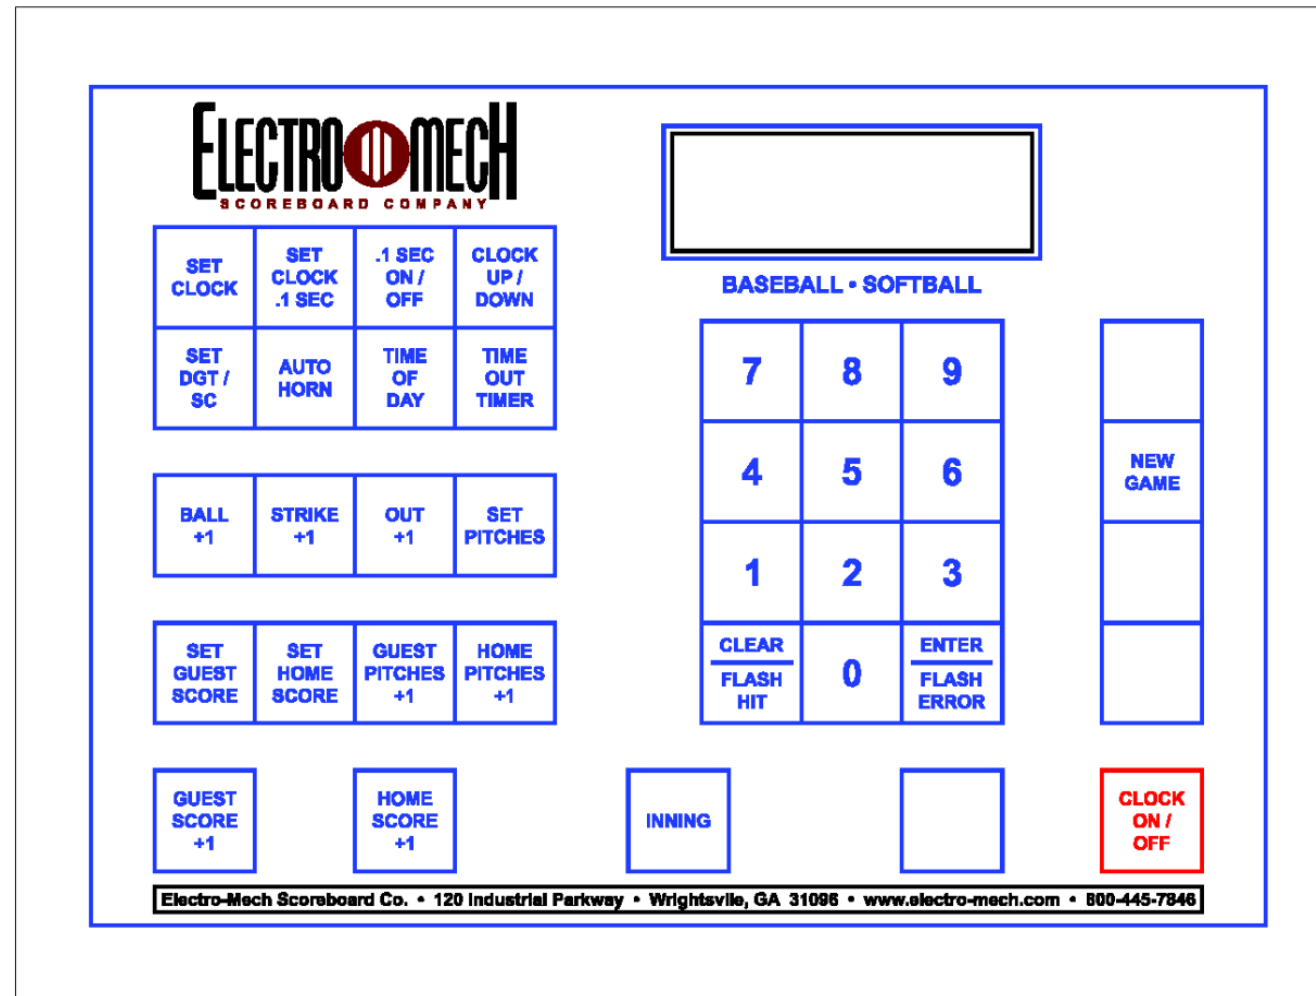 ELECTRO MECH
SCOREBOARD COMPANY
SET
CLOCK
SET
CLOCK
.1 SEC
.1 SEC
ON /
OFF
CLOCK
UP /
DOWN
SET
DGT /
SC
AUTO
HORN
TIME
OF
DAY
TIME
OUT
TIMER
BALL
+1
STRIKE
+1
OUT
+1
SET
PITCHES
SET
GUEST
SCORE
SET
HOME
SCORE
GUEST
PITCHES
+1
HOME
PITCHES
+1
GUEST
SCORE
+1
HOME
SCORE
+1
BASEBALL • SOFTBALL
7
8
9
4
5
6
1
2
3
CLEAR
FLASH
HIT
0
ENTER
FLASH
ERROR
NEW
GAME
INNING
CLOCK
ON /
OFF
Electro-Mech Scoreboard Co. • 120 Industrial Parkway • Wrightsvile, GA 31096 • www.electro-mech.com • 800-445-7846